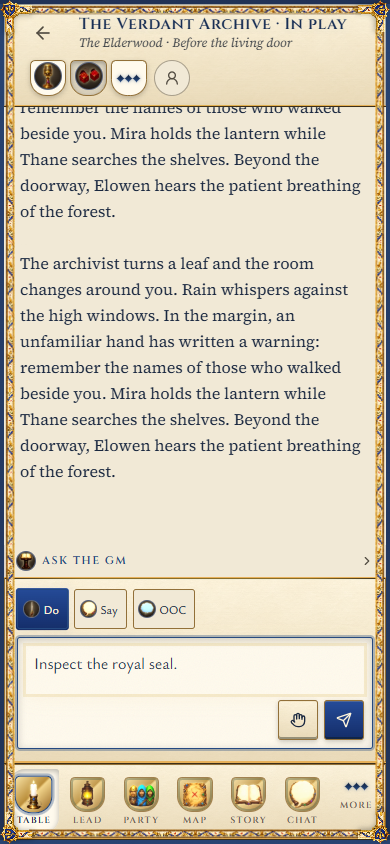 The Verdant Archive · In play
The Elderwood · Before the living door
remember the names of those who walked
beside you. Mira holds the lantern while
Thane searches the shelves. Beyond the
doorway, Elowen hears the patient breathing
of the forest.
The archivist turns a leaf and the room
changes around you. Rain whispers against
the high windows. In the margin, an
unfamiliar hand has written a warning:
remember the names of those who walked
beside you. Mira holds the lantern while
Thane searches the shelves. Beyond the
doorway, Elowen hears the patient breathing
of the forest.
ASK THE GM
Do Say OOC
Inspect the royal seal.
TABLE LEAD PARTY MAP STORY CHAT MORE